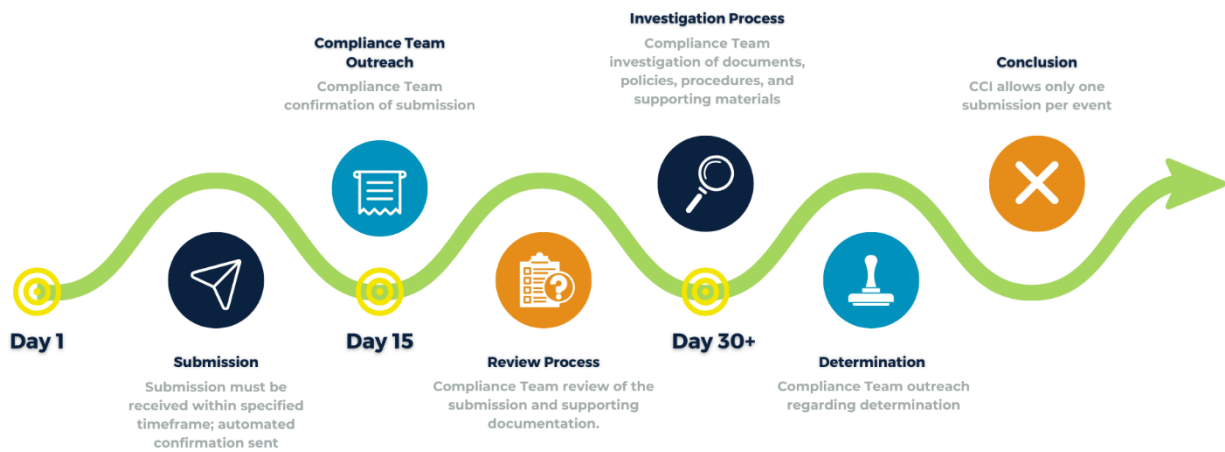 Investigation Process
Compliance Team
investigation of documents,
policies, procedures, and
supporting materials
Compliance Team
Outreach
Compliance Team
confirmation of submission
Conclusion
CCI allows only one
submission per event
Day 1
Day 15
Day 30+
Submission
Submission must be
received within specified
timeframe; automated
confirmation sent
Review Process
Compliance Team review of the
submission and supporting
documentation.
Determination
Compliance Team outreach
regarding determination